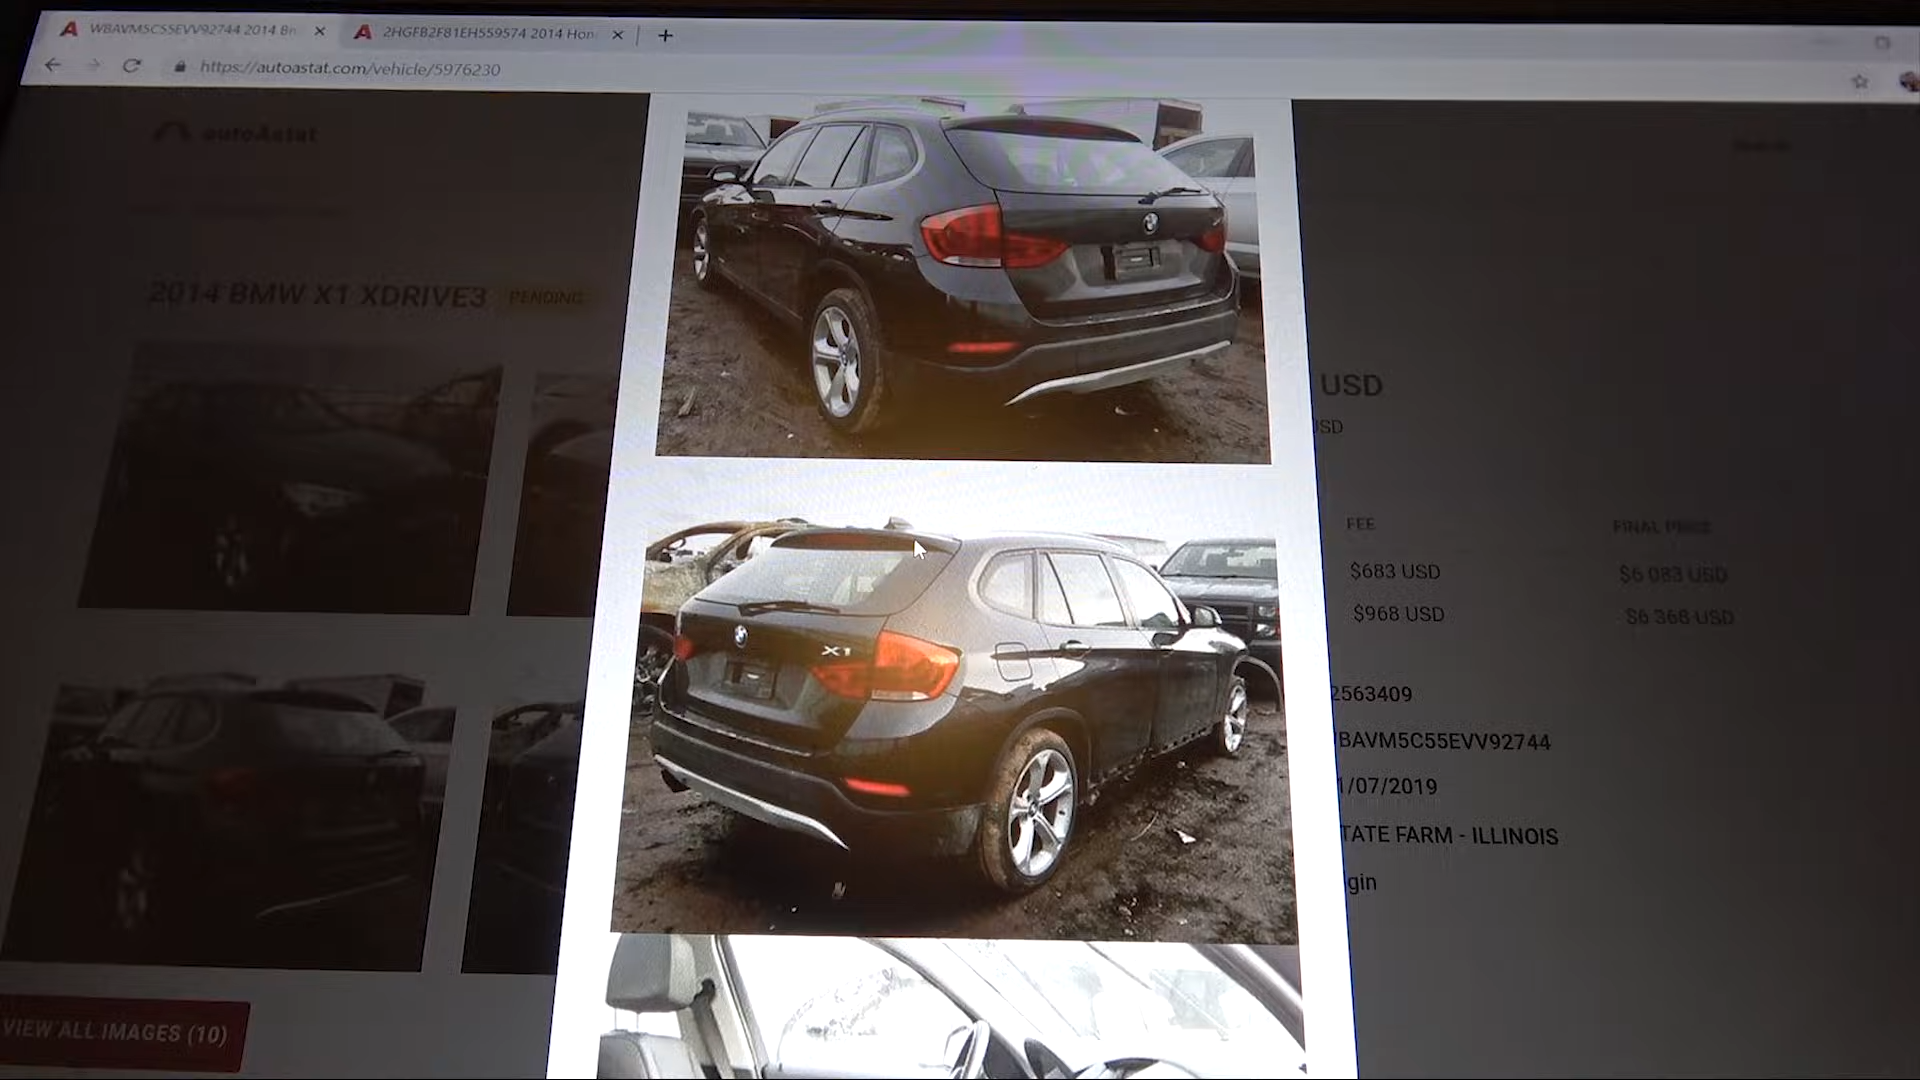 WBAVM5C55EVV92744 2014 Bn
2HGFB2F81EH559574 2014 Hon
https://autoastat.com/vehicle/5976230
autoAstat
2014 BMW X1 XDRIVE3 PENDING
X1
USD
USD
FEE FINAL PRICE
$683 USD $6 083 USD
$968 USD $6 368 USD
2563409
BAVM5C55EVV92744
1/07/2019
TATE FARM - ILLINOIS
gin
VIEW ALL IMAGES (10)